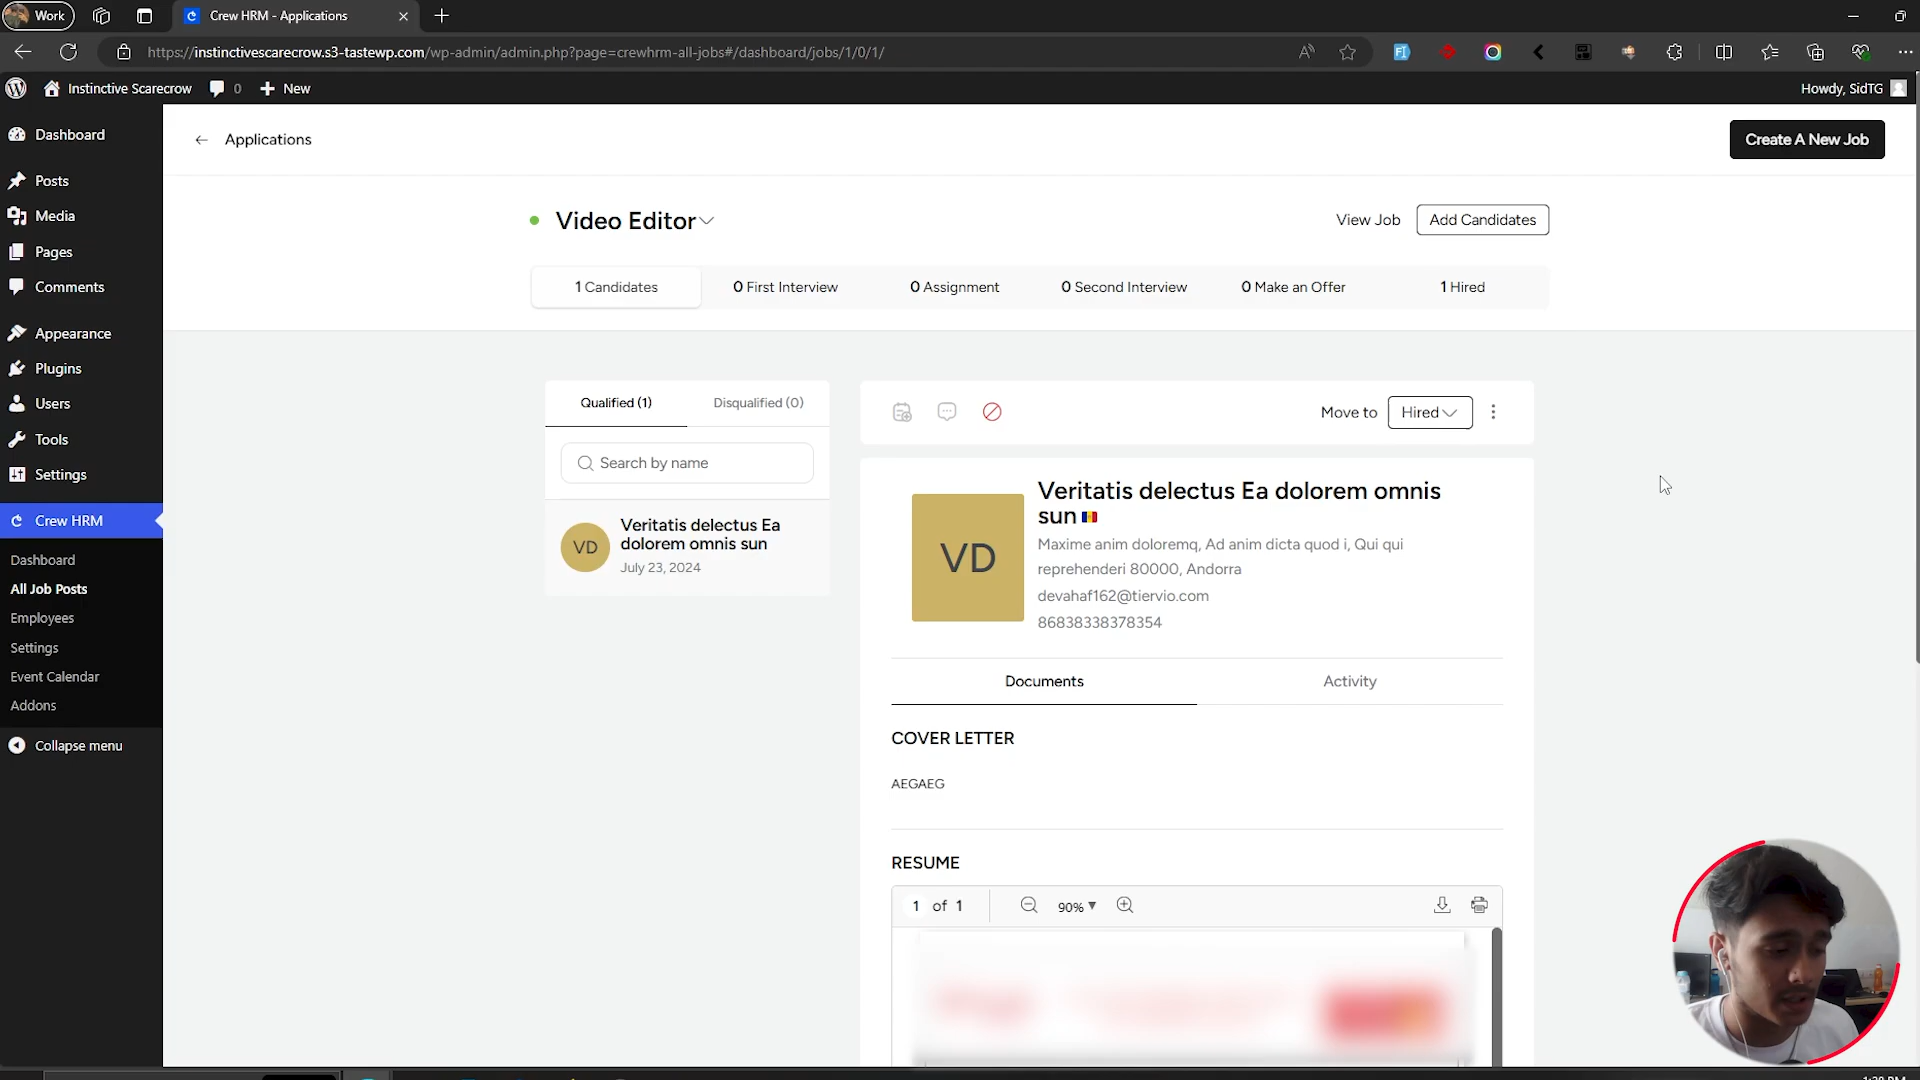 Work
Crew HRM - Applications
https://instinctivescarecrow.s3-tastewp.com/wp-admin/admin.php?page=crewhrm-all-jobs#/dashboard/jobs/1/0/1/
Instinctive Scarecrow
0
New
Howdy, SidTG
Dashboard
Posts
Media
Pages
Comments
Appearance
Plugins
Users
Tools
Settings
Crew HRM
Dashboard
All Job Posts
Employees
Settings
Event Calendar
Addons
Collapse menu
Applications
Create A New Job
Video Editor
View Job
Add Candidates
1 Candidates
0 First Interview
0 Assignment
0 Second Interview
0 Make an Offer
1 Hired
Qualified (1)
Disqualified (0)
Search by name
VD
Veritatis delectus Ea
dolorem omnis sun
July 23, 2024
Move to
Hired
VD
Veritatis delectus Ea dolorem omnis
sun
Maxime anim doloremq, Ad anim dicta quod i, Qui qui
reprehenderi 80000, Andorra
devahaf162@tiervio.com
86838338378354
Documents
Activity
COVER LETTER
AEGAEG
RESUME
1 of 1
90%